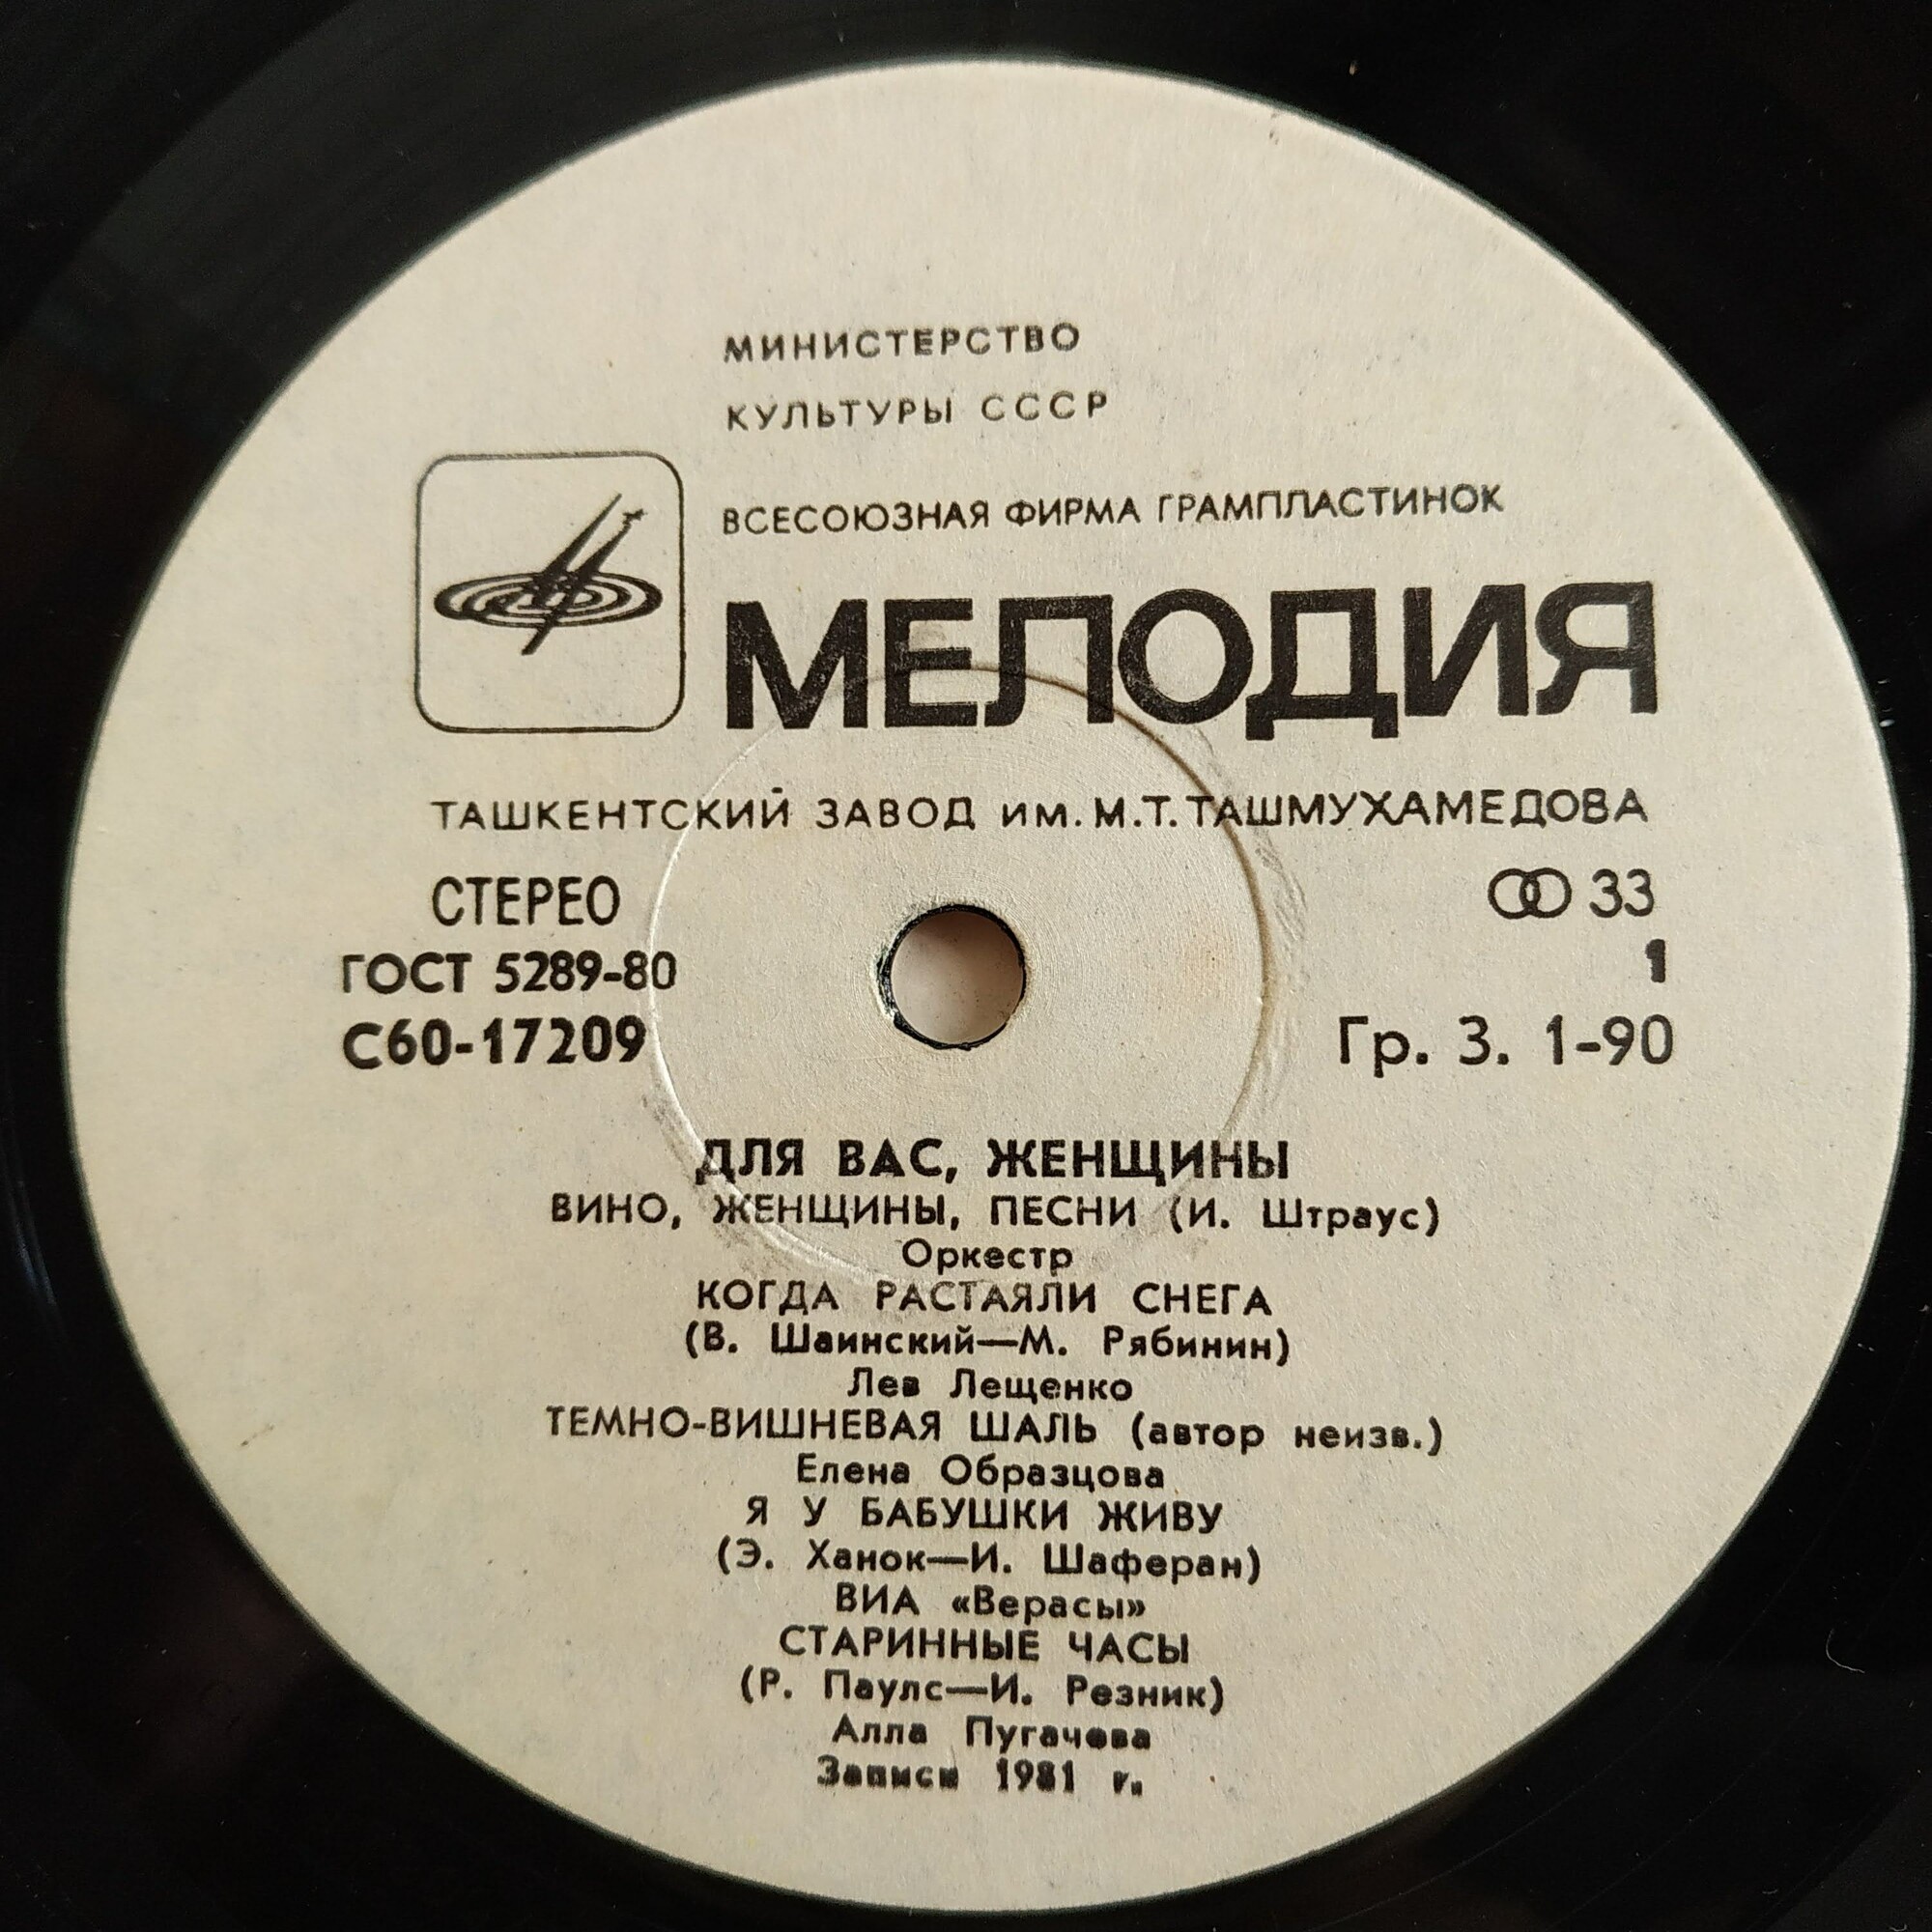 МИНИСТЕРСТВО
КУЛЬТУРЫ СССР
ВСЕСОЮЗНАЯ ФИРМА ГРАМПЛАСТИНОК
МЕЛОДИЯ
ТАШКЕНТСКИЙ ЗАВОД им. М.Т. ТАШМУХАМЕДОВА
СТЕРЕО 33
ГОСТ 5289-80 1
С60-17209 Гр. 3. 1-90
ДЛЯ ВАС, ЖЕНЩИНЫ
ВИНО, ЖЕНЩИНЫ, ПЕСНИ (И. Штраус)
Оркестр
КОГДА РАСТАЯЛИ СНЕГА
(В. Шаинский—М. Рябинин)
Лев Лещенко
ТЕМНО-ВИШНЕВАЯ ШАЛЬ (автор неизв.)
Елена Образцова
Я У БАБУШКИ ЖИВУ
(Э. Ханок—И. Шаферан)
ВИА «Верасы»
СТАРИННЫЕ ЧАСЫ
(Р. Паулс—И. Резник)
Алла Пугачева
Записи 1981 г.